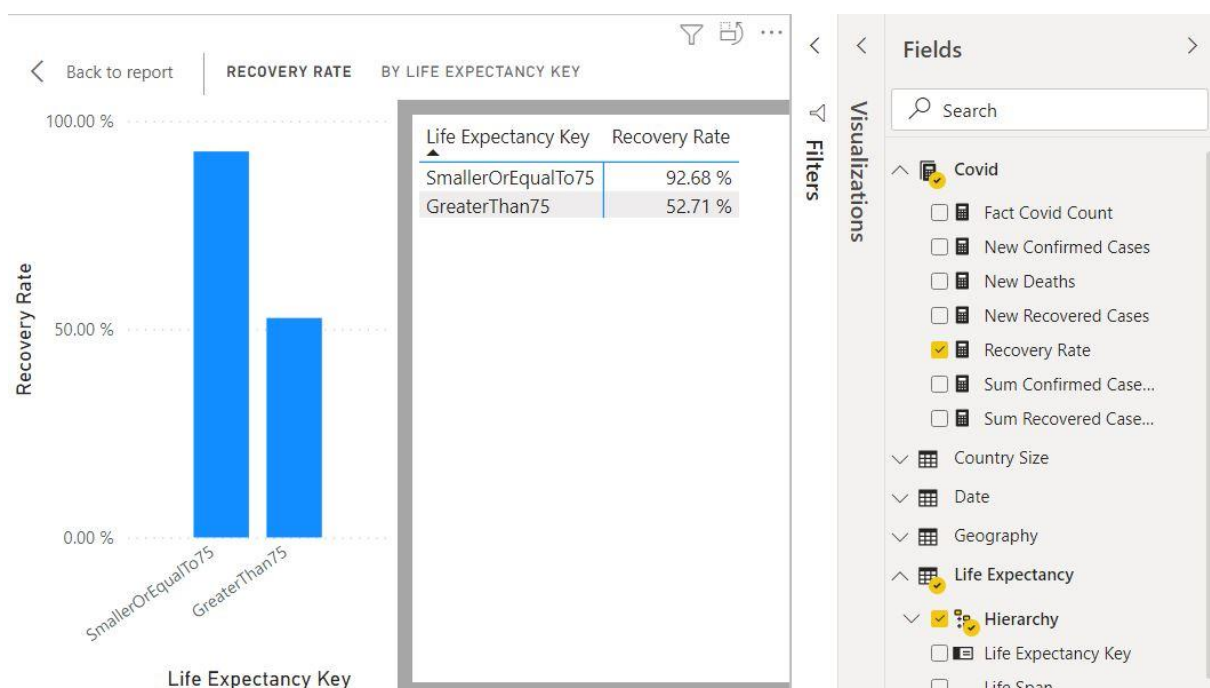 Back to report
RECOVERY RATE
BY LIFE EXPECTANCY KEY
100.00 %
50.00 %
0.00 %
Recovery Rate
SmallerOrEqualTo75
GreaterThan75
Life Expectancy Key
Life Expectancy Key Recovery Rate
SmallerOrEqualTo75 92.68 %
GreaterThan75 52.71 %
Filters
Visualizations
Fields
Search
Covid
Fact Covid Count
New Confirmed Cases
New Deaths
New Recovered Cases
Recovery Rate
Sum Confirmed Case...
Sum Recovered Case...
Country Size
Date
Geography
Life Expectancy
Hierarchy
Life Expectancy Key
Life Span